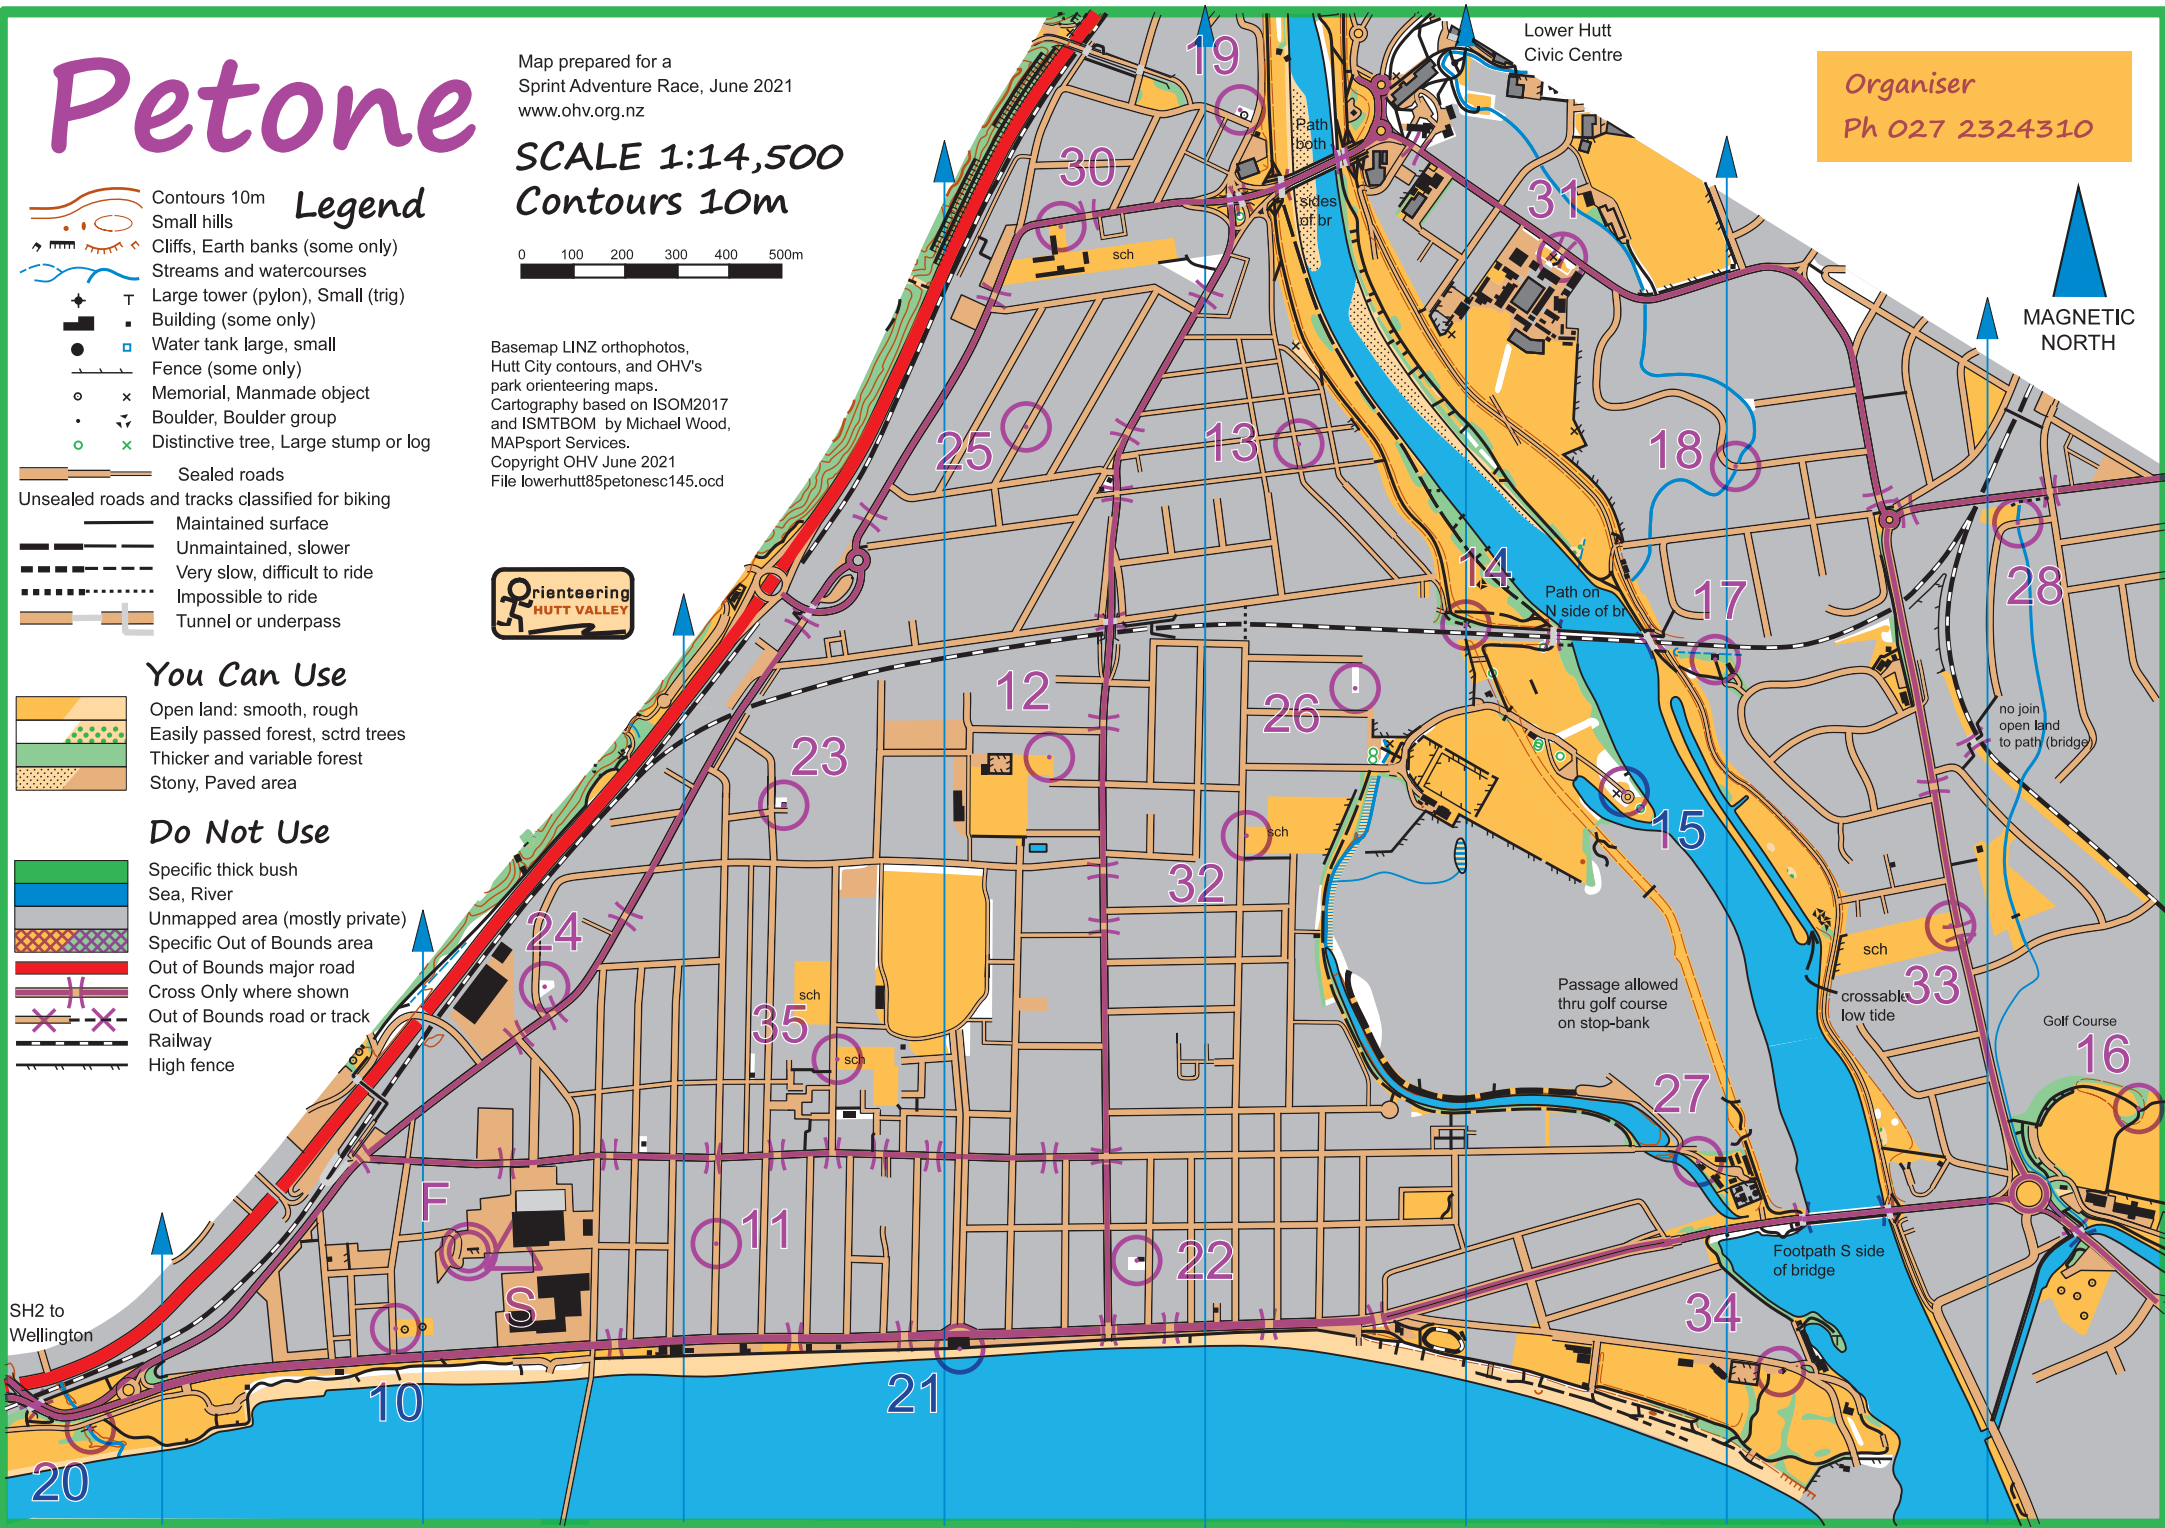 Petone
Map prepared for a
Sprint Adventure Race, June 2021
www.ohv.org.nz
SCALE 1:14,500
Contours 10m
0 100 200 300 400 500m
Basemap LINZ orthophotos,
Hutt City contours, and OHV's
park orienteering maps.
Cartography based on ISOM2017
and ISMTBOM by Michael Wood,
MAPsport Services.
Copyright OHV June 2021
File lowerhutt85petonesc145.ocd
Orienteering
HUTT VALLEY
Legend
Contours 10m
Small hills
Cliffs, Earth banks (some only)
Streams and watercourses
Large tower (pylon), Small (trig)
Building (some only)
Water tank large, small
Fence (some only)
Memorial, Manmade object
Boulder, Boulder group
Distinctive tree, Large stump or log
Sealed roads
Unsealed roads and tracks classified for biking
Maintained surface
Unmaintained, slower
Very slow, difficult to ride
Impossible to ride
Tunnel or underpass
You Can Use
Open land: smooth, rough
Easily passed forest, sctrd trees
Thicker and variable forest
Stony, Paved area
Do Not Use
Specific thick bush
Sea, River
Unmapped area (mostly private)
Specific Out of Bounds area
Out of Bounds major road
Cross Only where shown
Out of Bounds road or track
Railway
High fence
Organiser
Ph 027 2324310
MAGNETIC
NORTH
Lower Hutt
Civic Centre
19
Path
both
sides
of br
30
31
sch
25
13
18
14
Path on
N side of br
17
28
12
26
no join
open land
to path (bridge)
23
15
sch
32
24
sch
35
sch
Passage allowed
thru golf course
on stop-bank
sch
crossable
low tide
33
Golf Course
16
27
F
11
22
S
Footpath S side
of bridge
34
SH2 to
Wellington
10
21
20